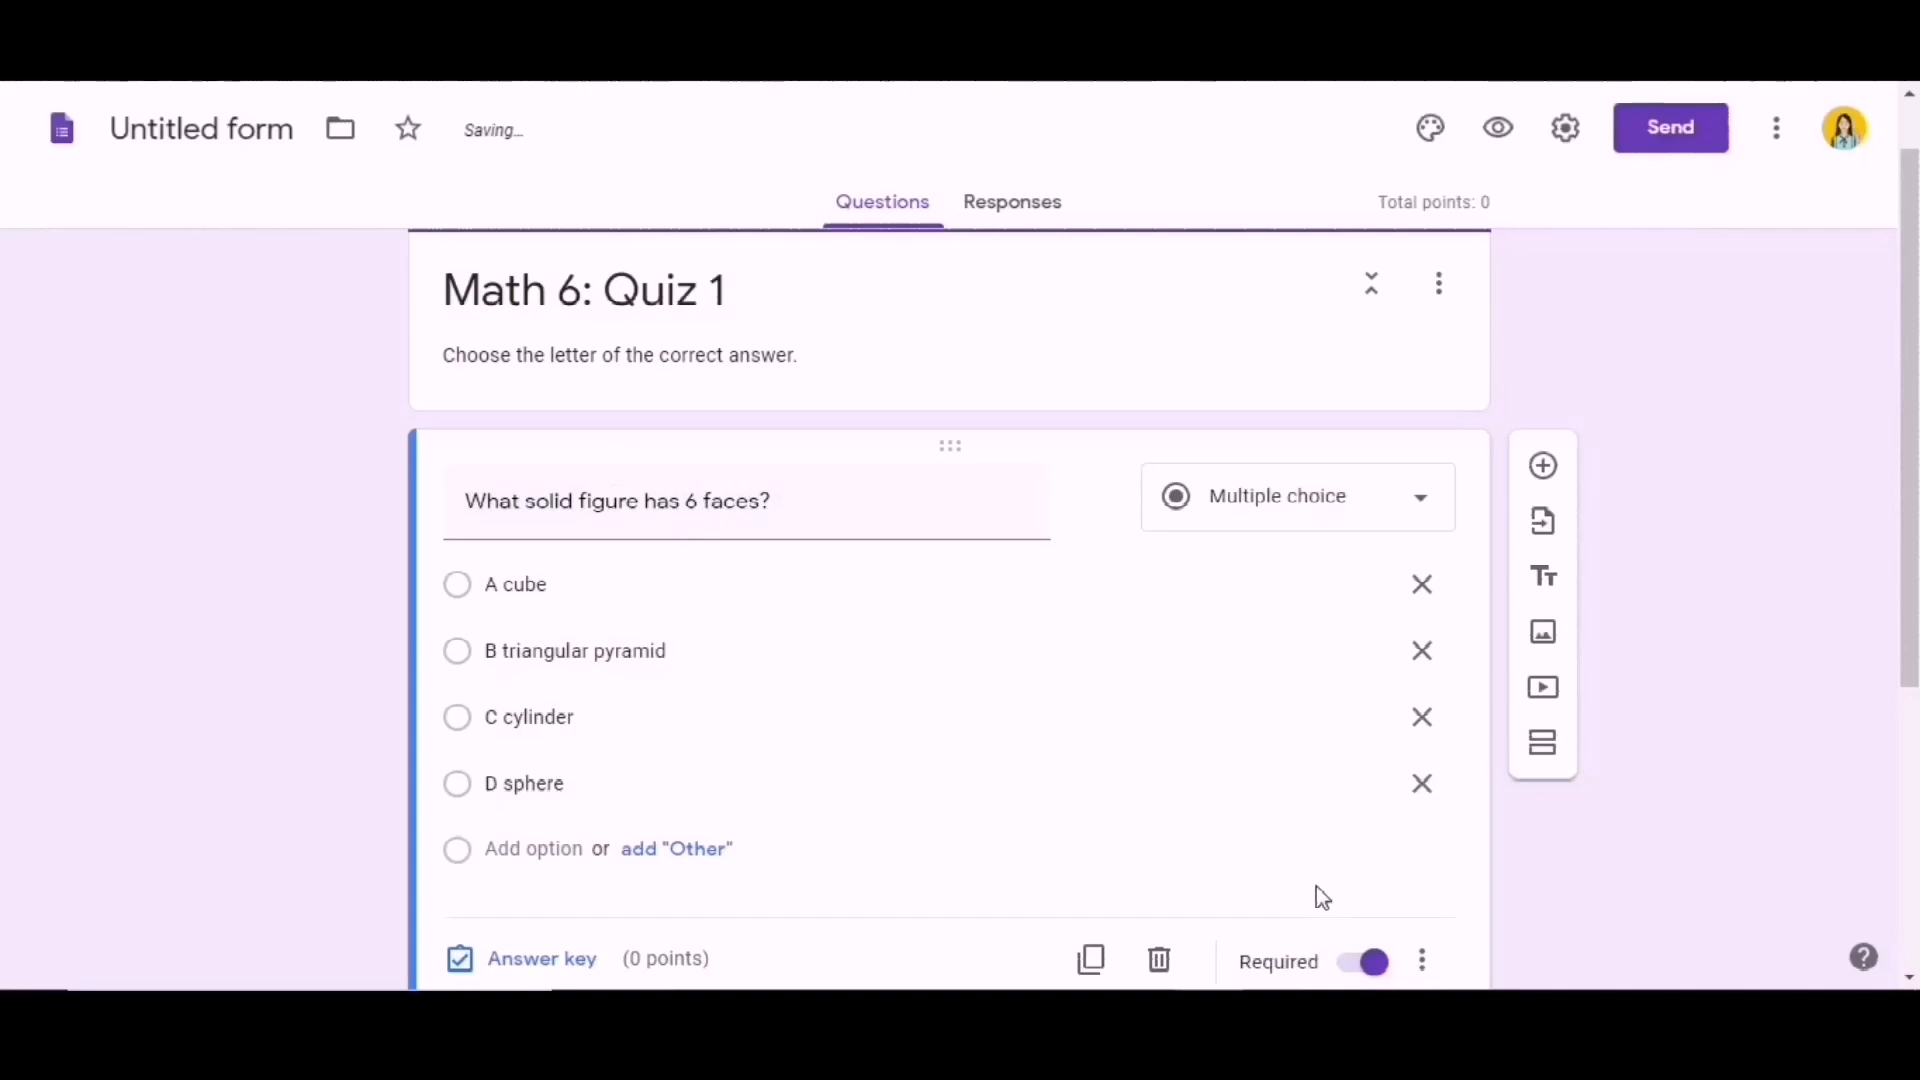 Untitled form
Saving...
Send
Questions
Responses
Total points: 0
Math 6: Quiz 1
Choose the letter of the correct answer.
What solid figure has 6 faces?
Multiple choice
A cube
B triangular pyramid
C cylinder
D sphere
Add option or add "Other"
Answer key (0 points)
Required